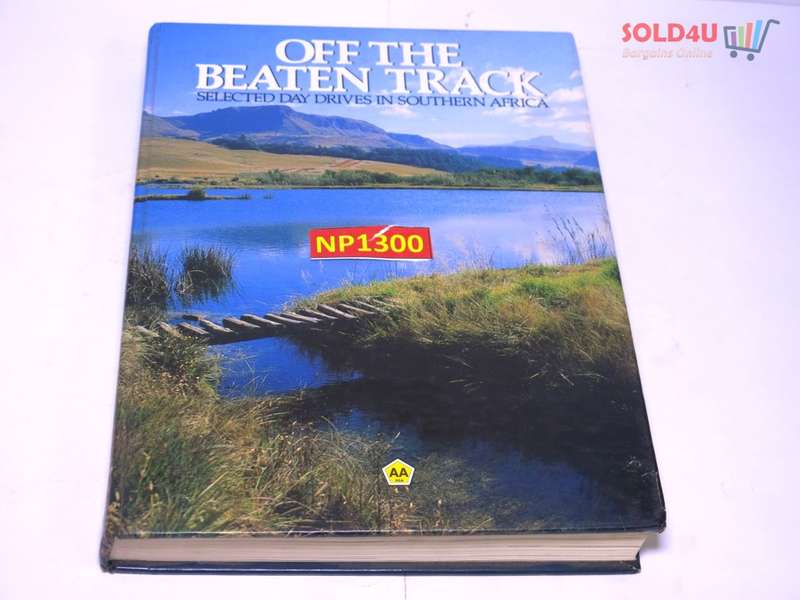 SOLD4U
Bargains Online
OFF THE
BEATEN TRACK
SELECTED DAY DRIVES IN SOUTHERN AFRICA
NP1300
AA